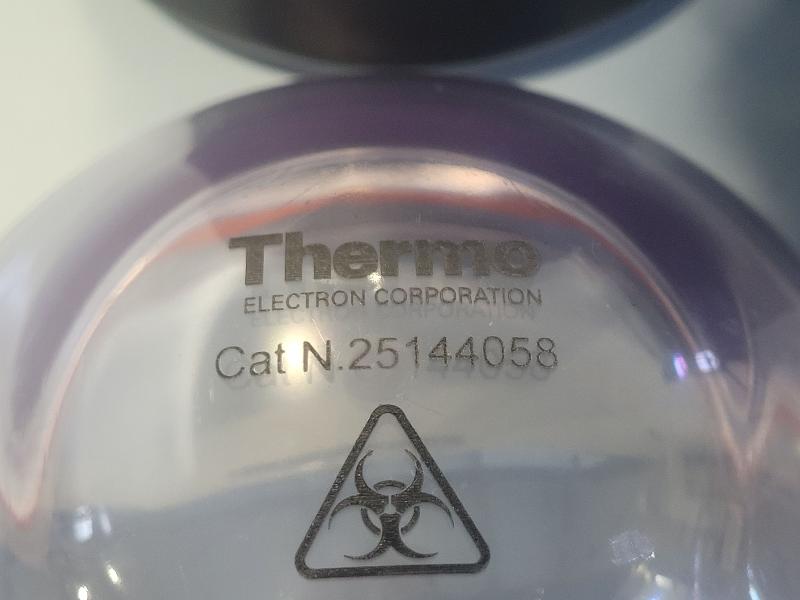 Thermo
ELECTRON CORPORATION
Cat N.25144058